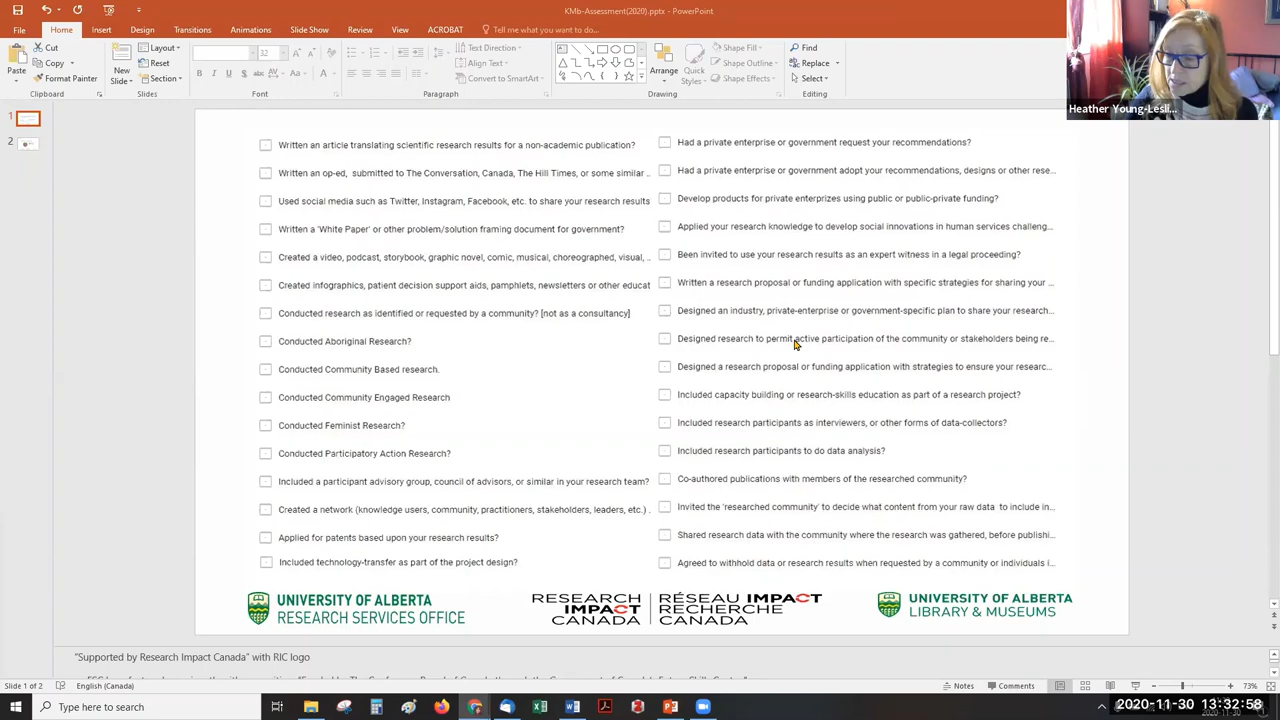 KMb-Assessment(2020).pptx - PowerPoint
File Home Insert Design Transitions Animations Slide Show Review View ACROBAT
Cut
Copy
Format Painter
Paste
Clipboard
New
Slide
Layout
Reset
Section
Slides
32
Font
Text Direction
Align Text
Convert to SmartArt
Paragraph
Arrange
Quick
Styles
Shape Fill
Shape Outline
Shape Effects
Drawing
Find
Replace
Select
Editing
Heather Young-Lesli...
1
2
Written an article translating scientific research results for a non-academic publication?
Written an op-ed, submitted to The Conversation, Canada, The Hill Times, or some similar ..
Used social media such as Twitter, Instagram, Facebook, etc. to share your research results
Written a 'White Paper' or other problem/solution framing document for government?
Created a video, podcast, storybook, graphic novel, comic, musical, choreographed, visual, ..
Created infographics, patient decision support aids, pamphlets, newsletters or other educat
Conducted research as identified or requested by a community? [not as a consultancy]
Conducted Aboriginal Research?
Conducted Community Based research.
Conducted Community Engaged Research
Conducted Feminist Research?
Conducted Participatory Action Research?
Included a participant advisory group, council of advisors, or similar in your research team?
Created a network (knowledge users, community, practitioners, stakeholders, leaders, etc.) .
Applied for patents based upon your research results?
Included technology-transfer as part of the project design?
Had a private enterprise or government request your recommendations?
Had a private enterprise or government adopt your recommendations, designs or other rese...
Develop products for private enterprizes using public or public-private funding?
Applied your research knowledge to develop social innovations in human services challeng...
Been invited to use your research results as an expert witness in a legal proceeding?
Written a research proposal or funding application with specific strategies for sharing your ...
Designed an industry, private-enterprise or government-specific plan to share your research...
Designed research to permit active participation of the community or stakeholders being re...
Designed a research proposal or funding application with strategies to ensure your researc...
Included capacity building or research-skills education as part of a research project?
Included research participants as interviewers, or other forms of data-collectors?
Included research participants to do data analysis?
Co-authored publications with members of the researched community?
Invited the 'researched community' to decide what content from your raw data to include in...
Shared research data with the community where the research was gathered, before publishi...
Agreed to withhold data or research results when requested by a community or individuals i...
UNIVERSITY OF ALBERTA
RESEARCH SERVICES OFFICE
RESEARCH
IMPACT
CANADA
RÉSEAU IMPACT
RECHERCHE
CANADA
UNIVERSITY OF ALBERTA
LIBRARY & MUSEUMS
"Supported by Research Impact Canada" with RIC logo
Slide 1 of 2 English (Canada) Notes Comments 73%
Type here to search
2020-11-30 13:32:58